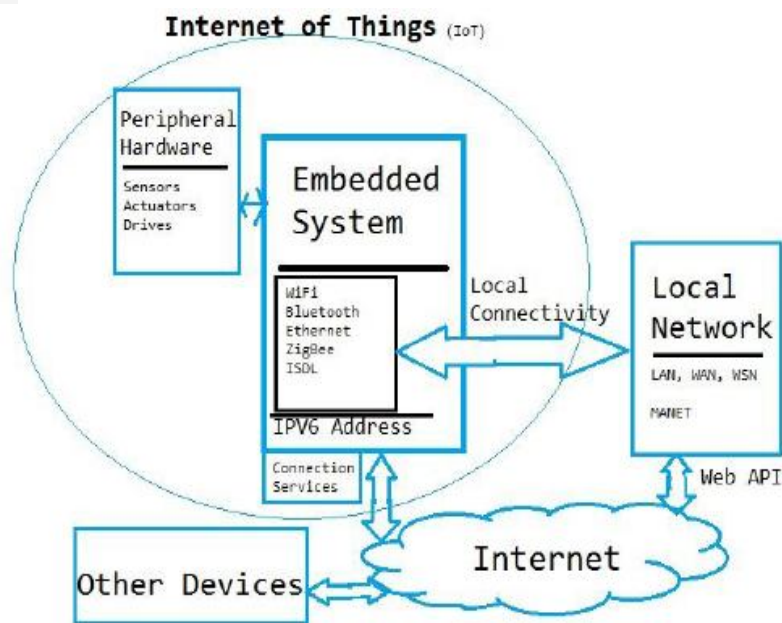 Internet of Things (IoT)
Peripheral
Hardware
Sensors
Actuators
Drives
Embedded
System
WiFi
Bluetooth
Ethernet
ZigBee
ISOL
IPV6 Address
Connection
Services
Local
Connectivity
Local
Network
LAN, WAN, WSN
MANET
Web API
Internet
Other Devices